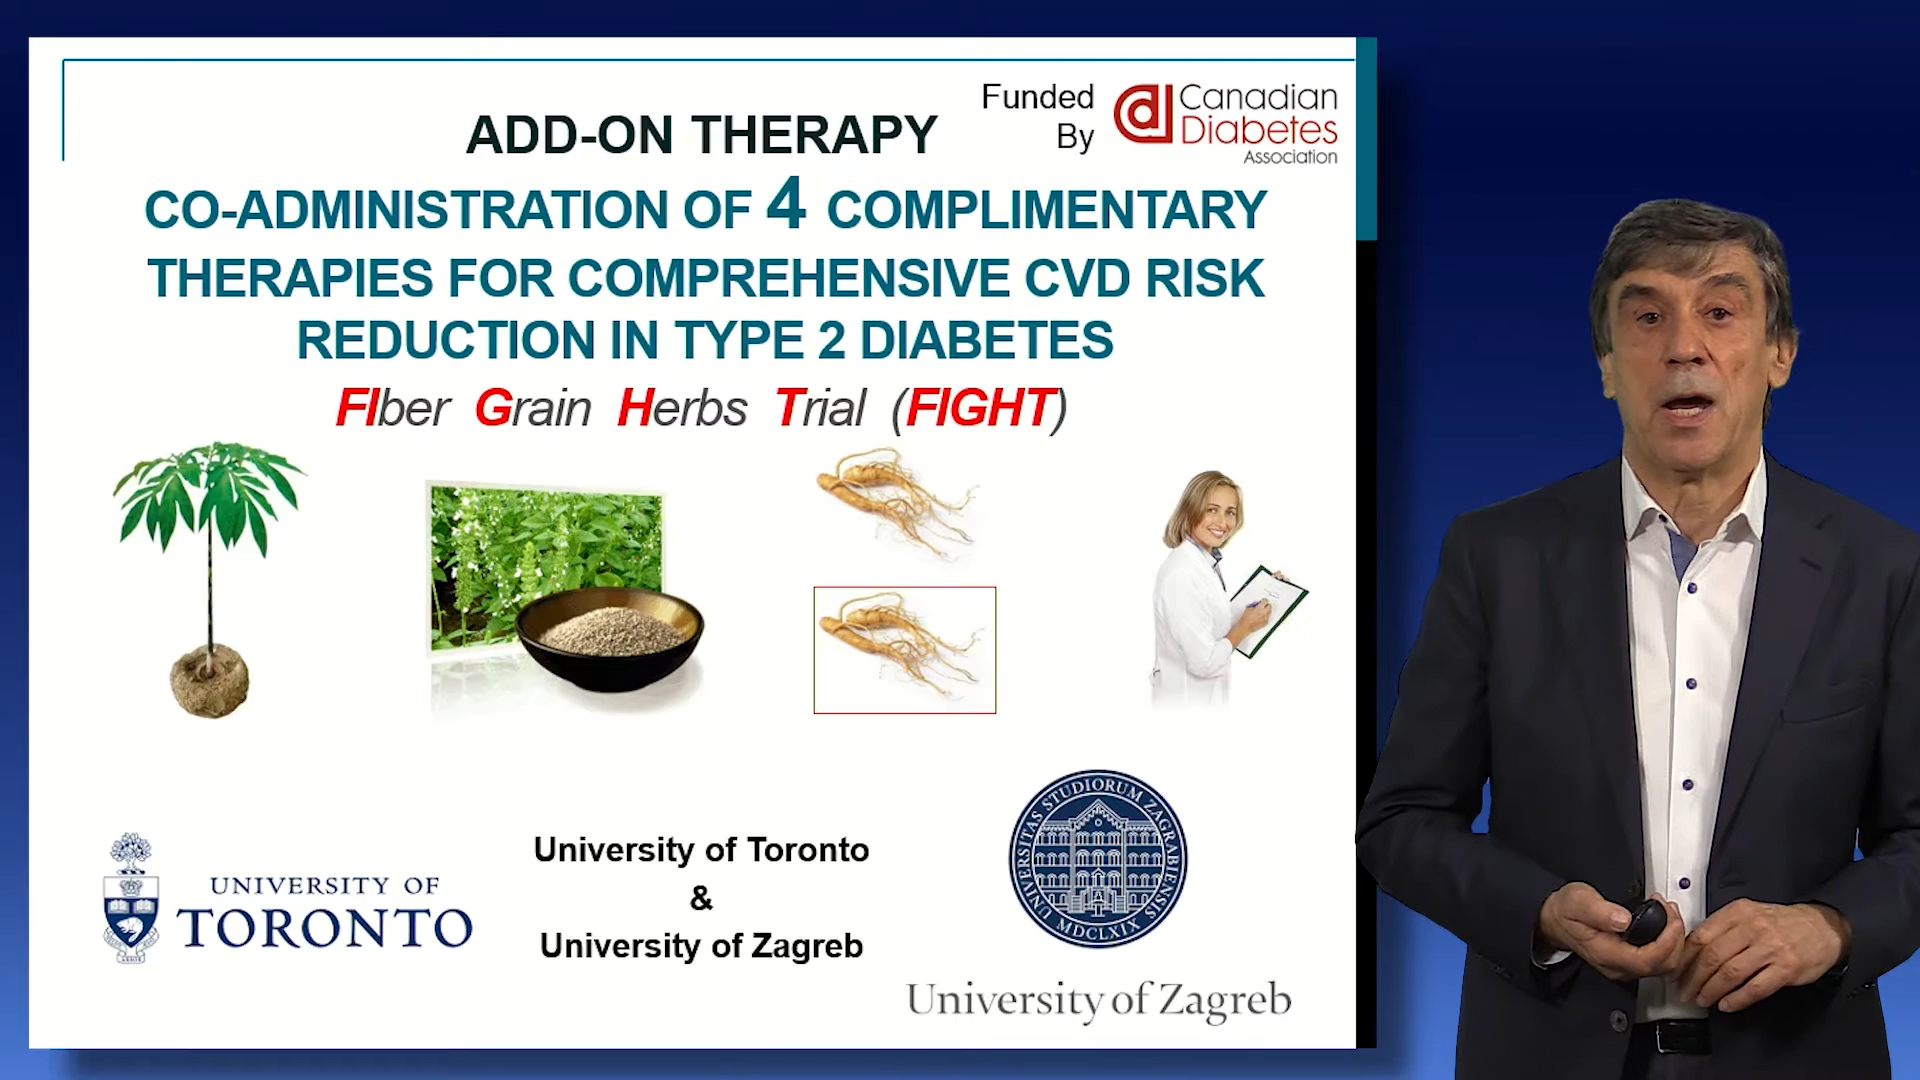 Funded
By
Canadian
Diabetes
Association
ADD-ON THERAPY
CO-ADMINISTRATION OF 4 COMPLIMENTARY
THERAPIES FOR COMPREHENSIVE CVD RISK
REDUCTION IN TYPE 2 DIABETES
FIber Grain Herbs Trial (FIGHT)
UNIVERSITY OF
TORONTO
University of Toronto
&
University of Zagreb
UNIVERSITAS STUDIORUM ZAGRABIENSIS
MDCLXIX
University of Zagreb